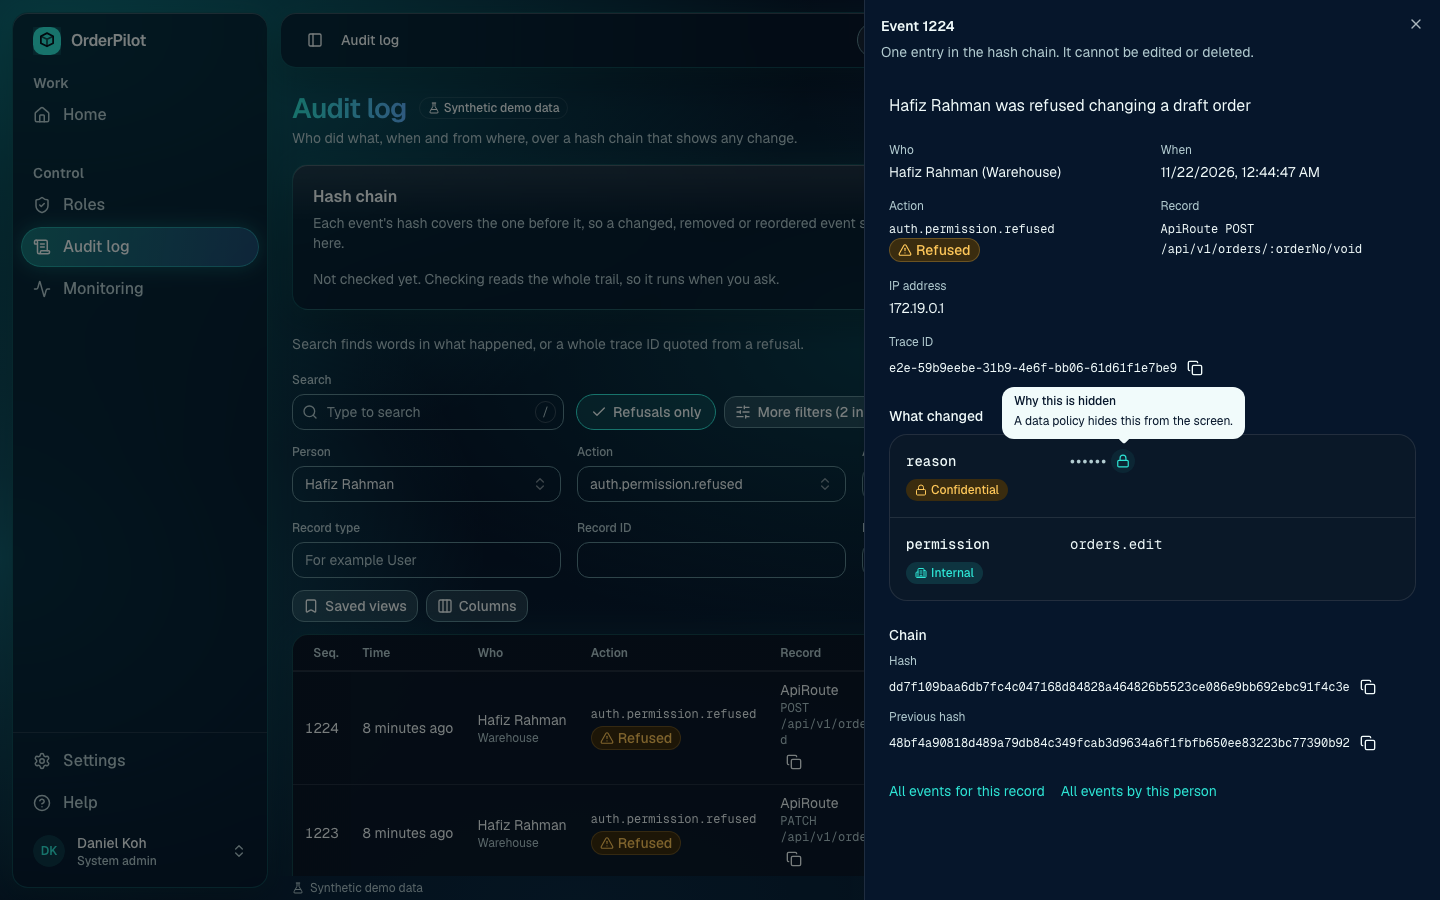 OrderPilot
Work
Home
Control
Roles
Audit log
Monitoring
Settings
Help
DK
Daniel Koh
System admin
Audit log
Audit log
Synthetic demo data
Who did what, when and from where, over a hash chain that shows any change.
Hash chain
Each event's hash covers the one before it, so a changed, removed or reordered event s
here.
Not checked yet. Checking reads the whole trail, so it runs when you ask.
Search finds words in what happened, or a whole trace ID quoted from a refusal.
Search
Type to search
/
Refusals only
More filters (2 in
Person
Action
Hafiz Rahman
auth.permission.refused
Record type
Record ID
For example User
Saved views
Columns
Seq. Time Who Action Record
1224 8 minutes ago Hafiz Rahman Warehouse auth.permission.refused Refused ApiRoute
POST
/api/v1/orde
d
1223 8 minutes ago Hafiz Rahman Warehouse auth.permission.refused Refused ApiRoute
PATCH
/api/v1/orde
Synthetic demo data
Event 1224
One entry in the hash chain. It cannot be edited or deleted.
Hafiz Rahman was refused changing a draft order
Who
Hafiz Rahman (Warehouse)
When
11/22/2026, 12:44:47 AM
Action
auth.permission.refused
Refused
Record
ApiRoute POST
/api/v1/orders/:orderNo/void
IP address
172.19.0.1
Trace ID
e2e-59b9eebe-31b9-4e6f-bb06-61d61f1e7be9
Why this is hidden
A data policy hides this from the screen.
What changed
reason ••••••
Confidential
permission orders.edit
Internal
Chain
Hash
dd7f109baa6db7fc4c047168d84828a464826b5523ce086e9bb692ebc91f4c3e
Previous hash
48bf4a90818d489a79db84c349fcab3d9634a6f1fbfb650ee83223bc77390b92
All events for this record All events by this person